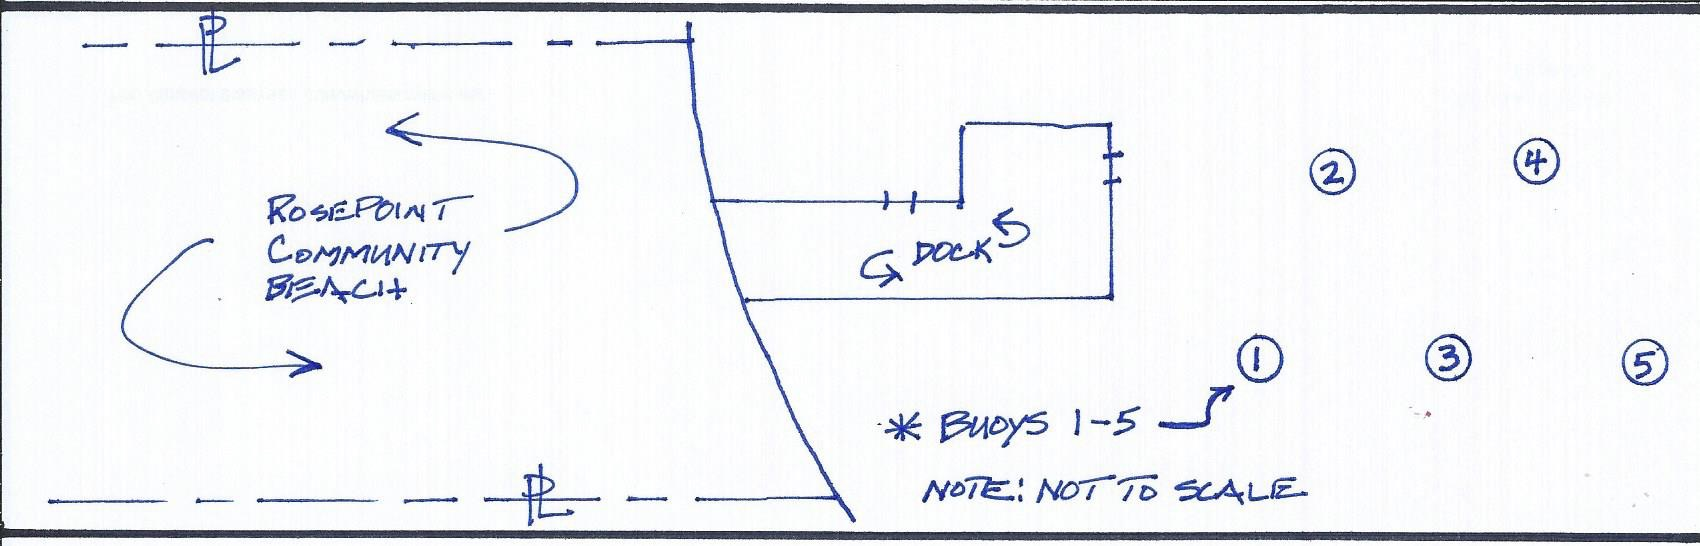 PL
ROSEPOINT
COMMUNITY
BEACH
DOCK
2
4
1
3
5
* BUOYS 1-5
NOTE: NOT TO SCALE
PL